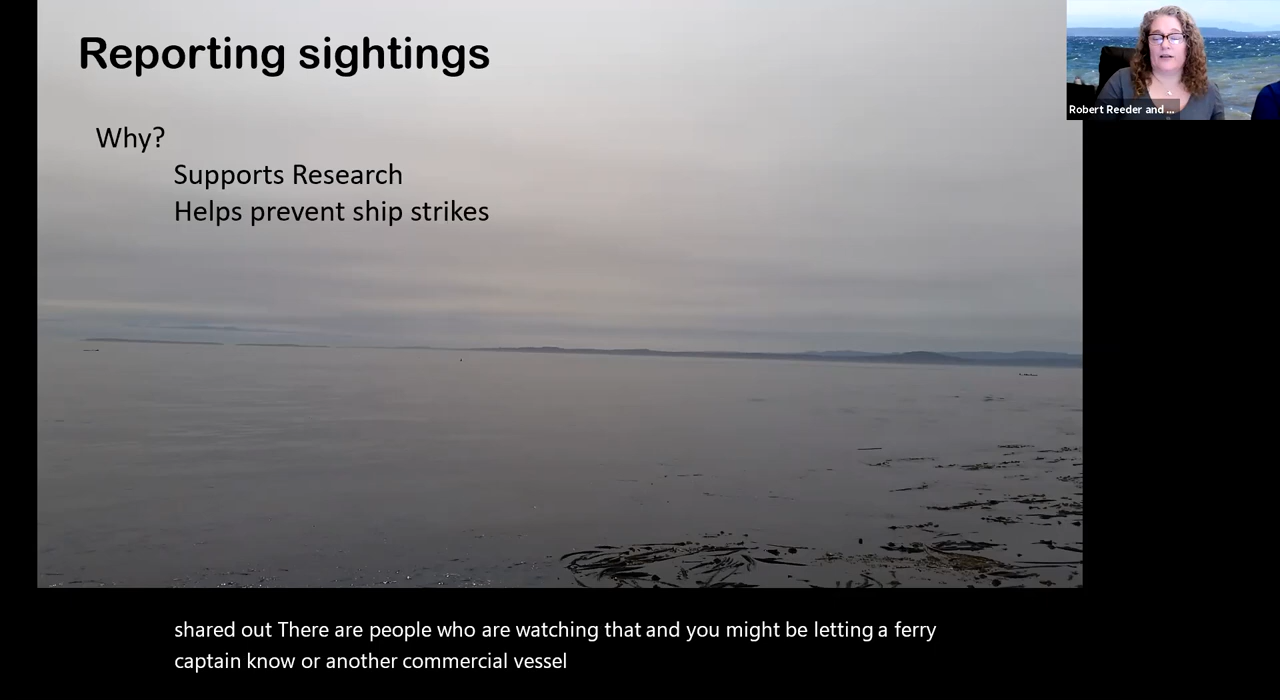 Reporting sightings
Robert Reeder and ...
Why?
Supports Research
Helps prevent ship strikes
shared out There are people who are watching that and you might be letting a ferry
captain know or another commercial vessel